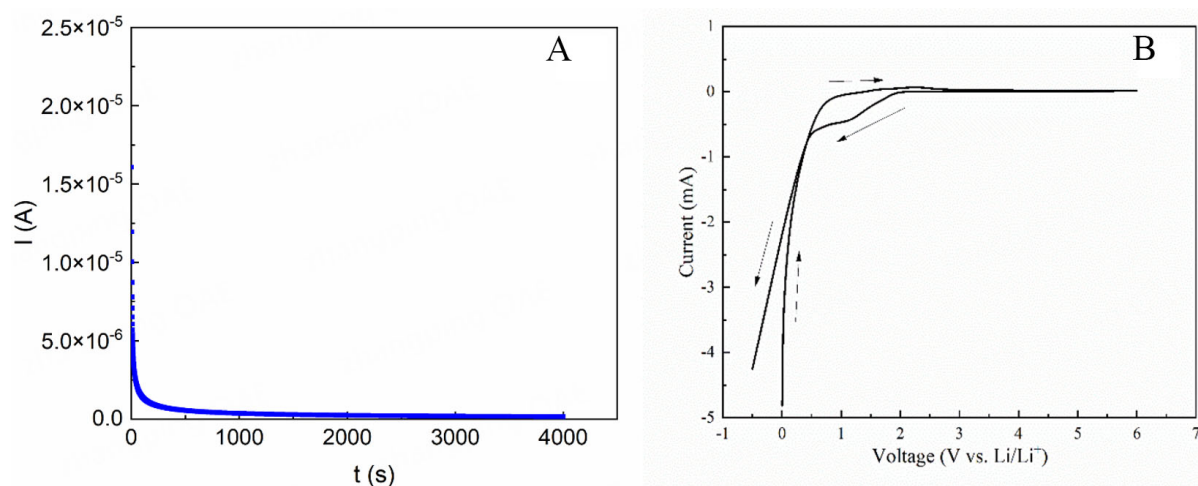 A
2.5×10⁻⁵
2.0×10⁻⁵
1.5×10⁻⁵
1.0×10⁻⁵
5.0×10⁻⁶
0.0
I (A)
0 1000 2000 3000 4000
t (s)
B
1
0
-1
-2
-3
-4
-5
Current (mA)
-1 0 1 2 3 4 5 6 7
Voltage (V vs. Li/Li⁺)